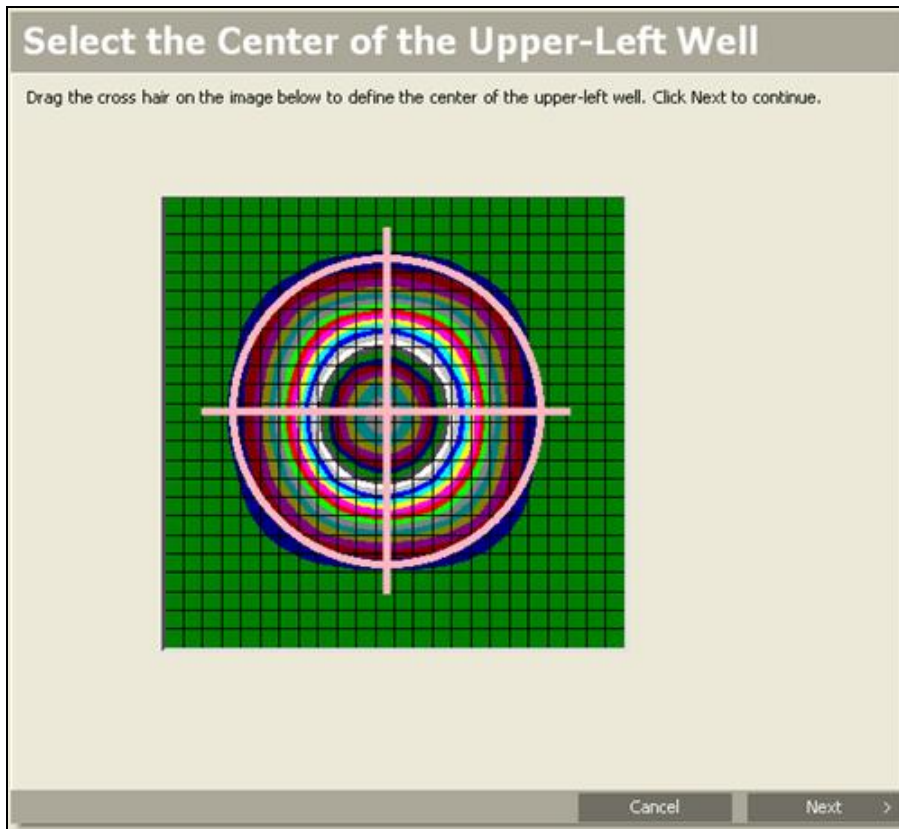 Select the Center of the Upper-Left Well
Drag the cross hair on the image below to define the center of the upper-left well. Click Next to continue.
Cancel
Next >